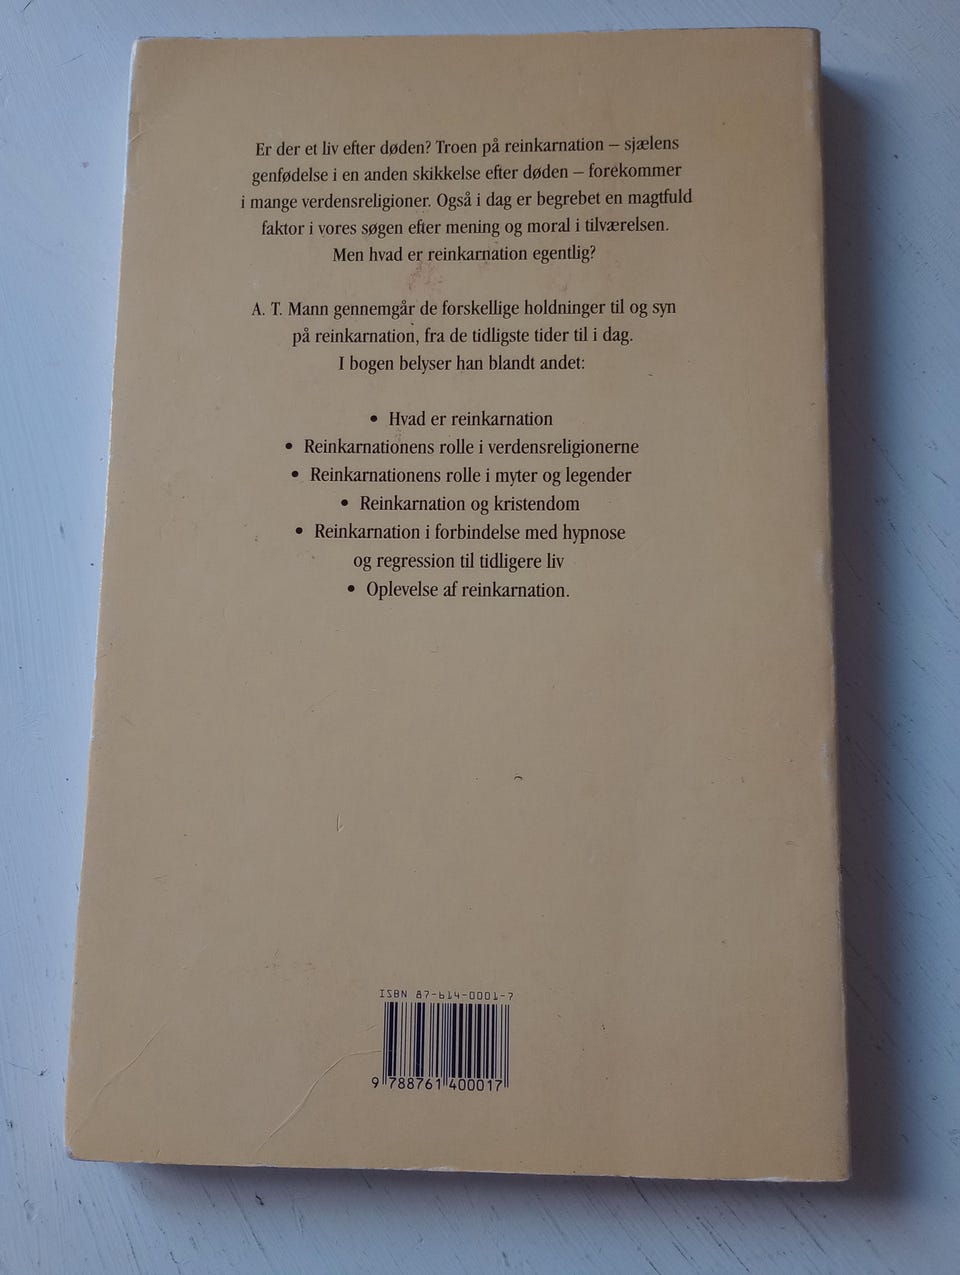 Er der et liv efter døden? Troen på reinkarnation – sjælens
genfødelse i en anden skikkelse efter døden – forekommer
i mange verdensreligioner. Også i dag er begrebet en magtfuld
faktor i vores søgen efter mening og moral i tilværelsen.
Men hvad er reinkarnation egentlig?
A. T. Mann gennemgår de forskellige holdninger til og syn
på reinkarnation, fra de tidligste tider til i dag.
I bogen belyser han blandt andet:
• Hvad er reinkarnation
• Reinkarnationens rolle i verdensreligionerne
• Reinkarnationens rolle i myter og legender
• Reinkarnation og kristendom
• Reinkarnation i forbindelse med hypnose
og regression til tidligere liv
• Oplevelse af reinkarnation.
ISBN 87-614-0001-7
9 788761 400017